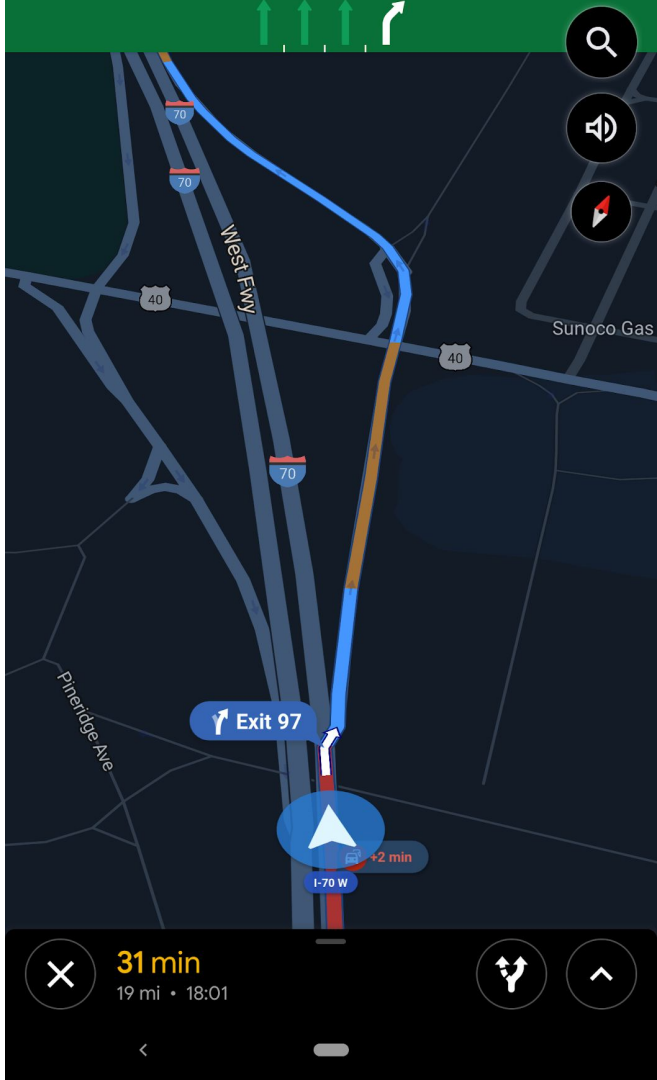 70
70
West Fwy
40
Sunoco Gas
40
70
Exit 97
Pineridge Ave
+2 min
I-70 W
31 min
19 mi • 18:01